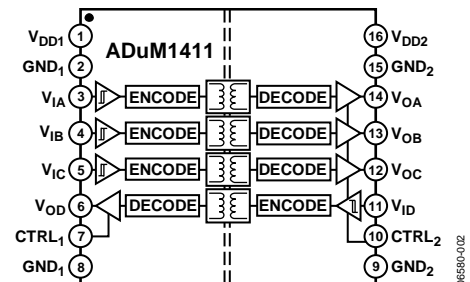 ADuM1411
VDD1 1
16 VDD2
GND1 2
15 GND2
VIA 3 ENCODE DECODE 14 VOA
VIB 4 ENCODE DECODE 13 VOB
VIC 5 ENCODE DECODE 12 VOC
VOD 6 DECODE ENCODE 11 VID
CTRL1 7
10 CTRL2
GND1 8
9 GND2
06580-002